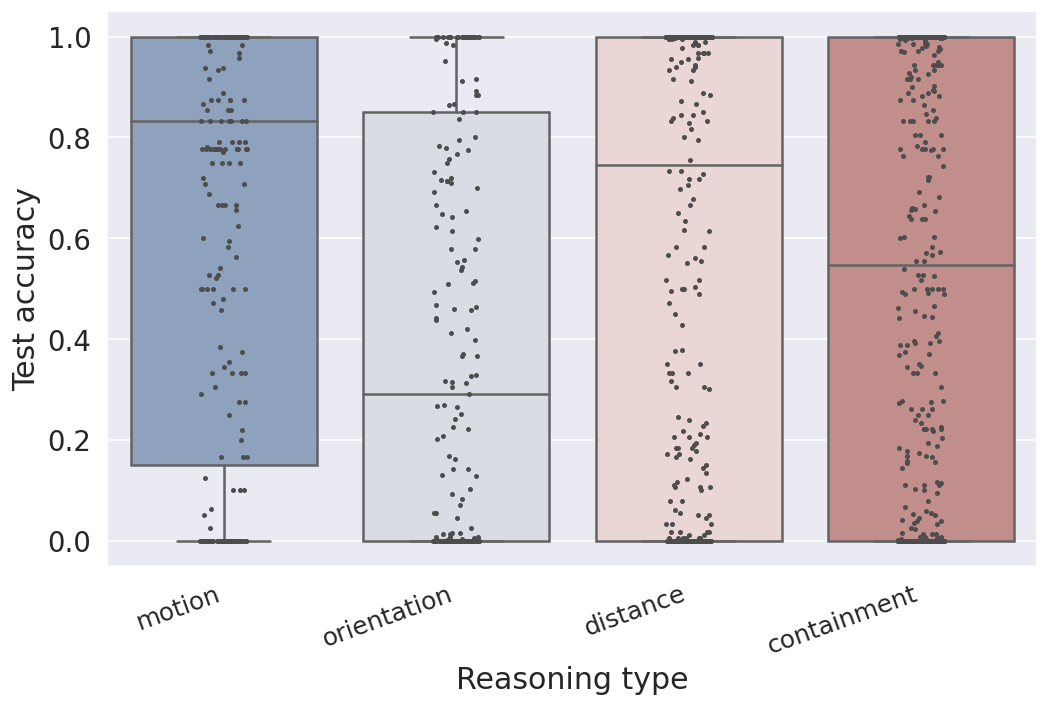 1.0
0.8
0.6
0.4
0.2
0.0
Test accuracy
motion
orientation
distance
containment
Reasoning type